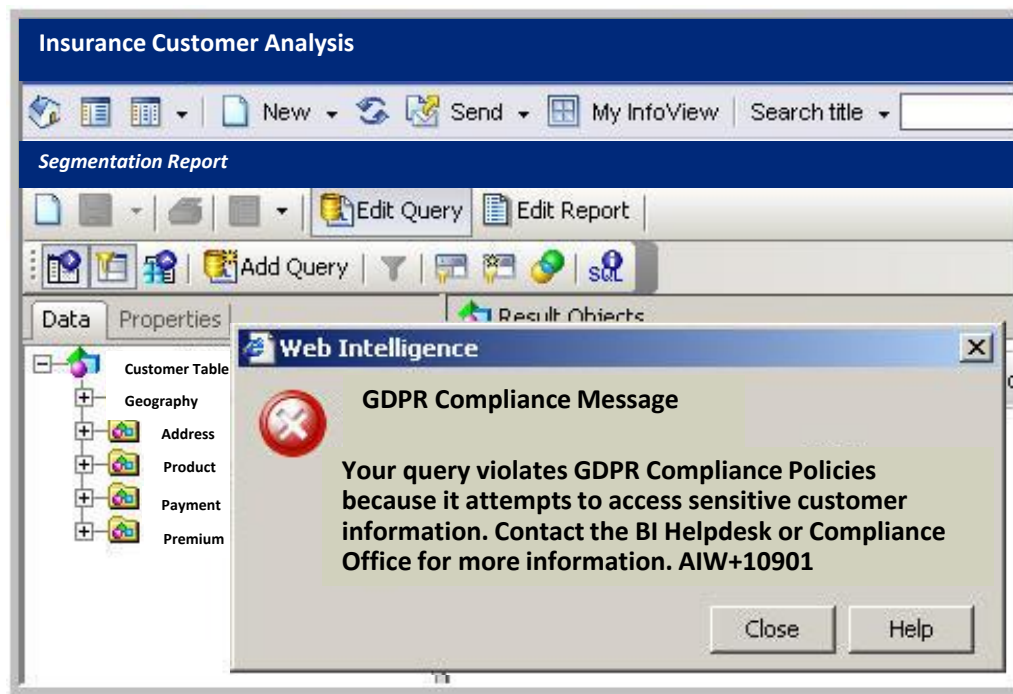 Insurance Customer Analysis
New Send My InfoView Search title
Segmentation Report
Edit Query Edit Report
Add Query SQL
Data Properties
Result Objects
Customer Table
Geography
Address
Product
Payment
Premium
Web Intelligence
GDPR Compliance Message
Your query violates GDPR Compliance Policies
because it attempts to access sensitive customer
information. Contact the BI Helpdesk or Compliance
Office for more information. AIW+10901
Close Help